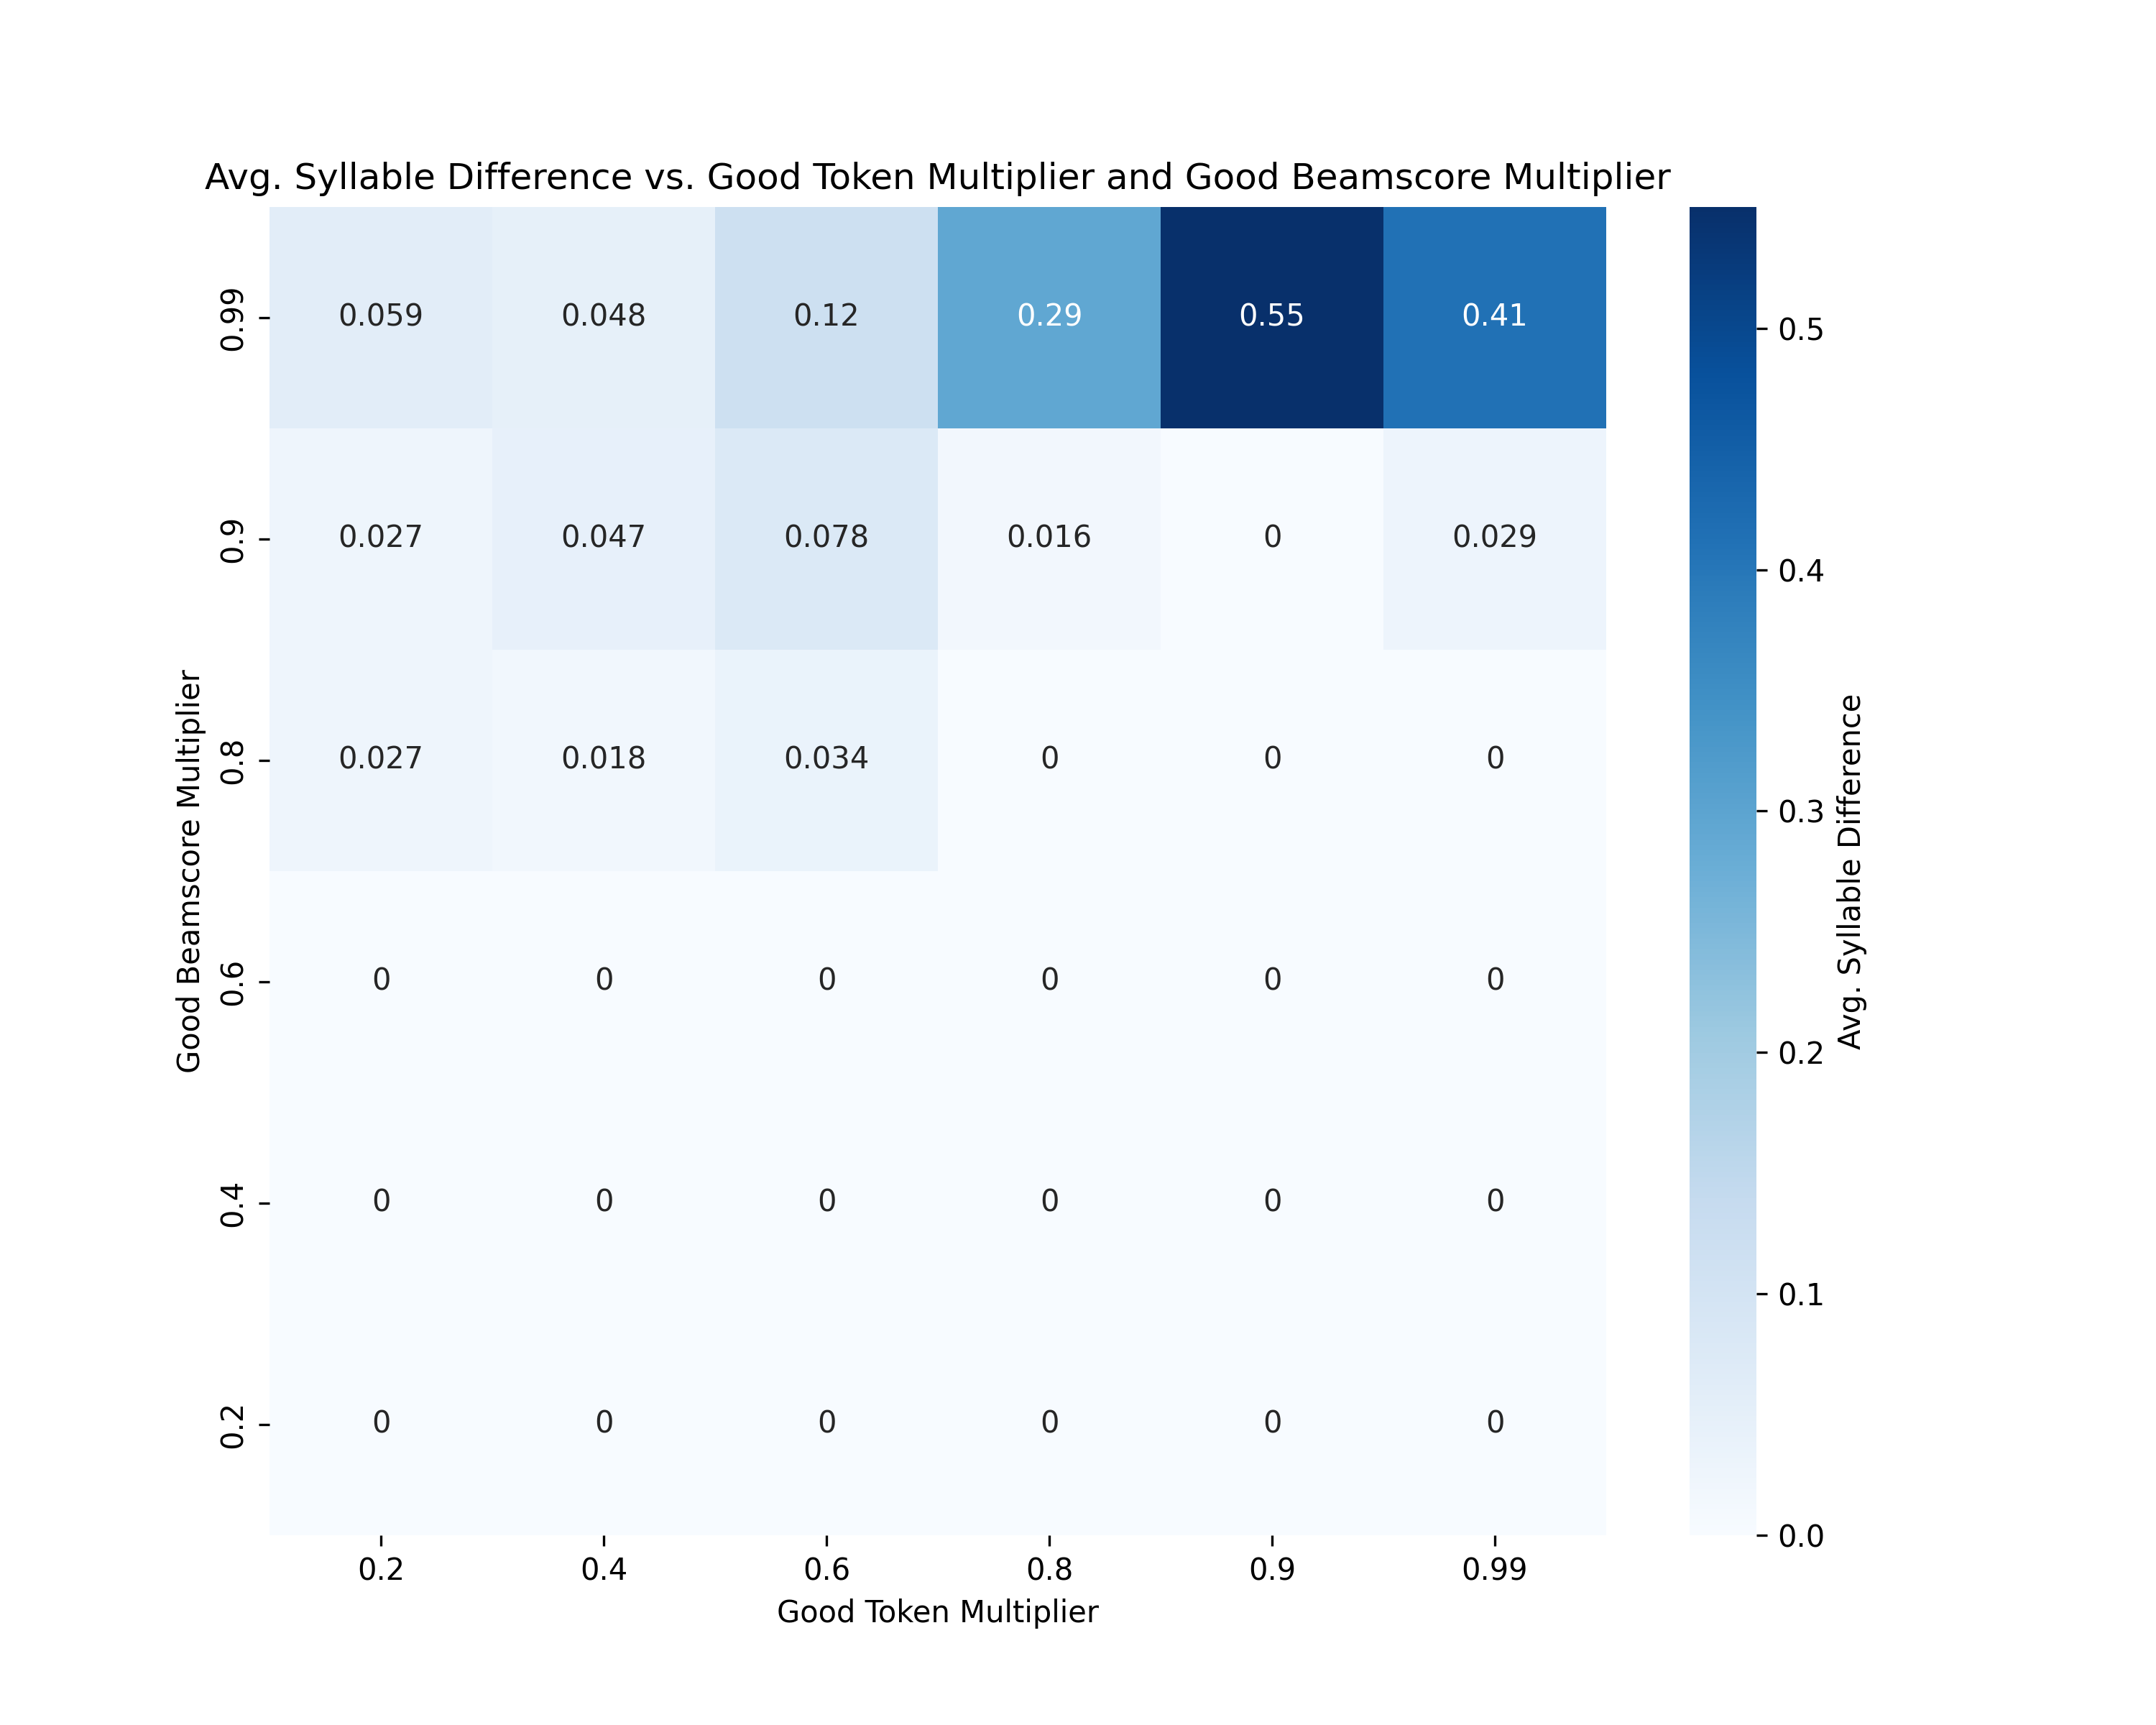 Avg. Syllable Difference vs. Good Token Multiplier and Good Beamscore Multiplier
0.99 0.059 0.048 0.12 0.29 0.55 0.41
0.9 0.027 0.047 0.078 0.016 0 0.029
0.8 0.027 0.018 0.034 0 0 0
0.6 0 0 0 0 0 0
0.4 0 0 0 0 0 0
0.2 0 0 0 0 0 0
0.2 0.4 0.6 0.8 0.9 0.99
Good Token Multiplier
Good Beamscore Multiplier
0.5
0.4
0.3
0.2
0.1
0.0
Avg. Syllable Difference